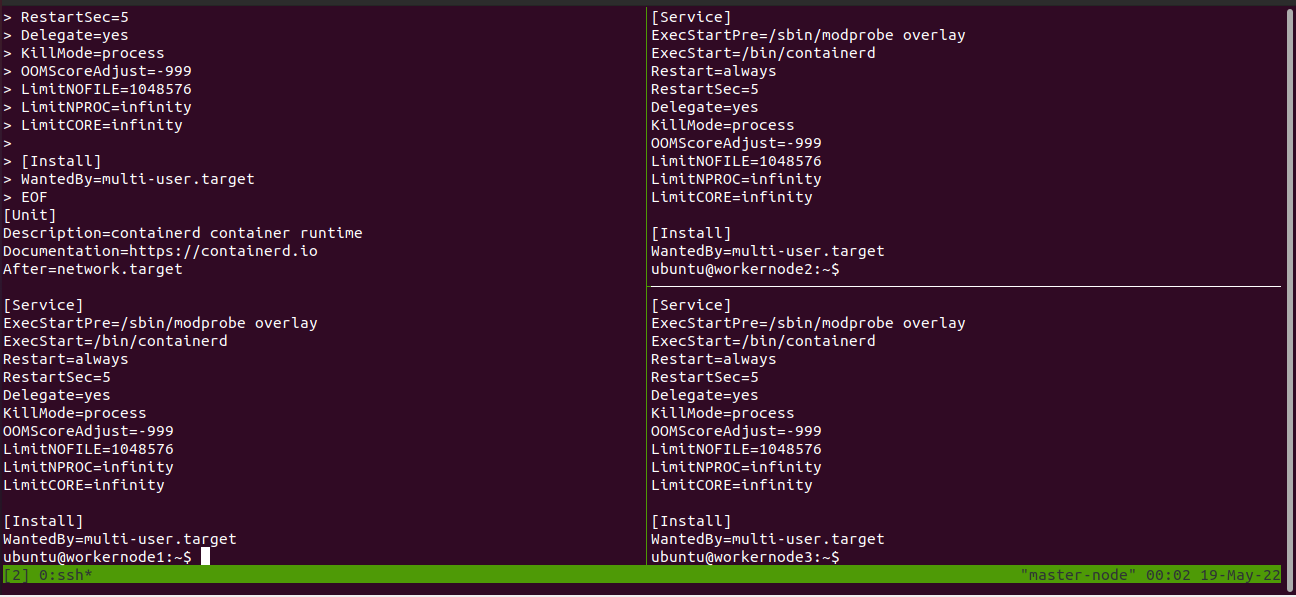 > RestartSec=5
> Delegate=yes
> KillMode=process
> OOMScoreAdjust=-999
> LimitNOFILE=1048576
> LimitNPROC=infinity
> LimitCORE=infinity
>
> [Install]
> WantedBy=multi-user.target
> EOF
[Unit]
Description=containerd container runtime
Documentation=https://containerd.io
After=network.target

[Service]
ExecStartPre=/sbin/modprobe overlay
ExecStart=/bin/containerd
Restart=always
RestartSec=5
Delegate=yes
KillMode=process
OOMScoreAdjust=-999
LimitNOFILE=1048576
LimitNPROC=infinity
LimitCORE=infinity

[Install]
WantedBy=multi-user.target
ubuntu@workernode1:~$
[Service]
ExecStartPre=/sbin/modprobe overlay
ExecStart=/bin/containerd
Restart=always
RestartSec=5
Delegate=yes
KillMode=process
OOMScoreAdjust=-999
LimitNOFILE=1048576
LimitNPROC=infinity
LimitCORE=infinity

[Install]
WantedBy=multi-user.target
ubuntu@workernode2:~$
[Service]
ExecStartPre=/sbin/modprobe overlay
ExecStart=/bin/containerd
Restart=always
RestartSec=5
Delegate=yes
KillMode=process
OOMScoreAdjust=-999
LimitNOFILE=1048576
LimitNPROC=infinity
LimitCORE=infinity

[Install]
WantedBy=multi-user.target
ubuntu@workernode3:~$
[2] 0:ssh* "master-node" 00:02 19-May-22